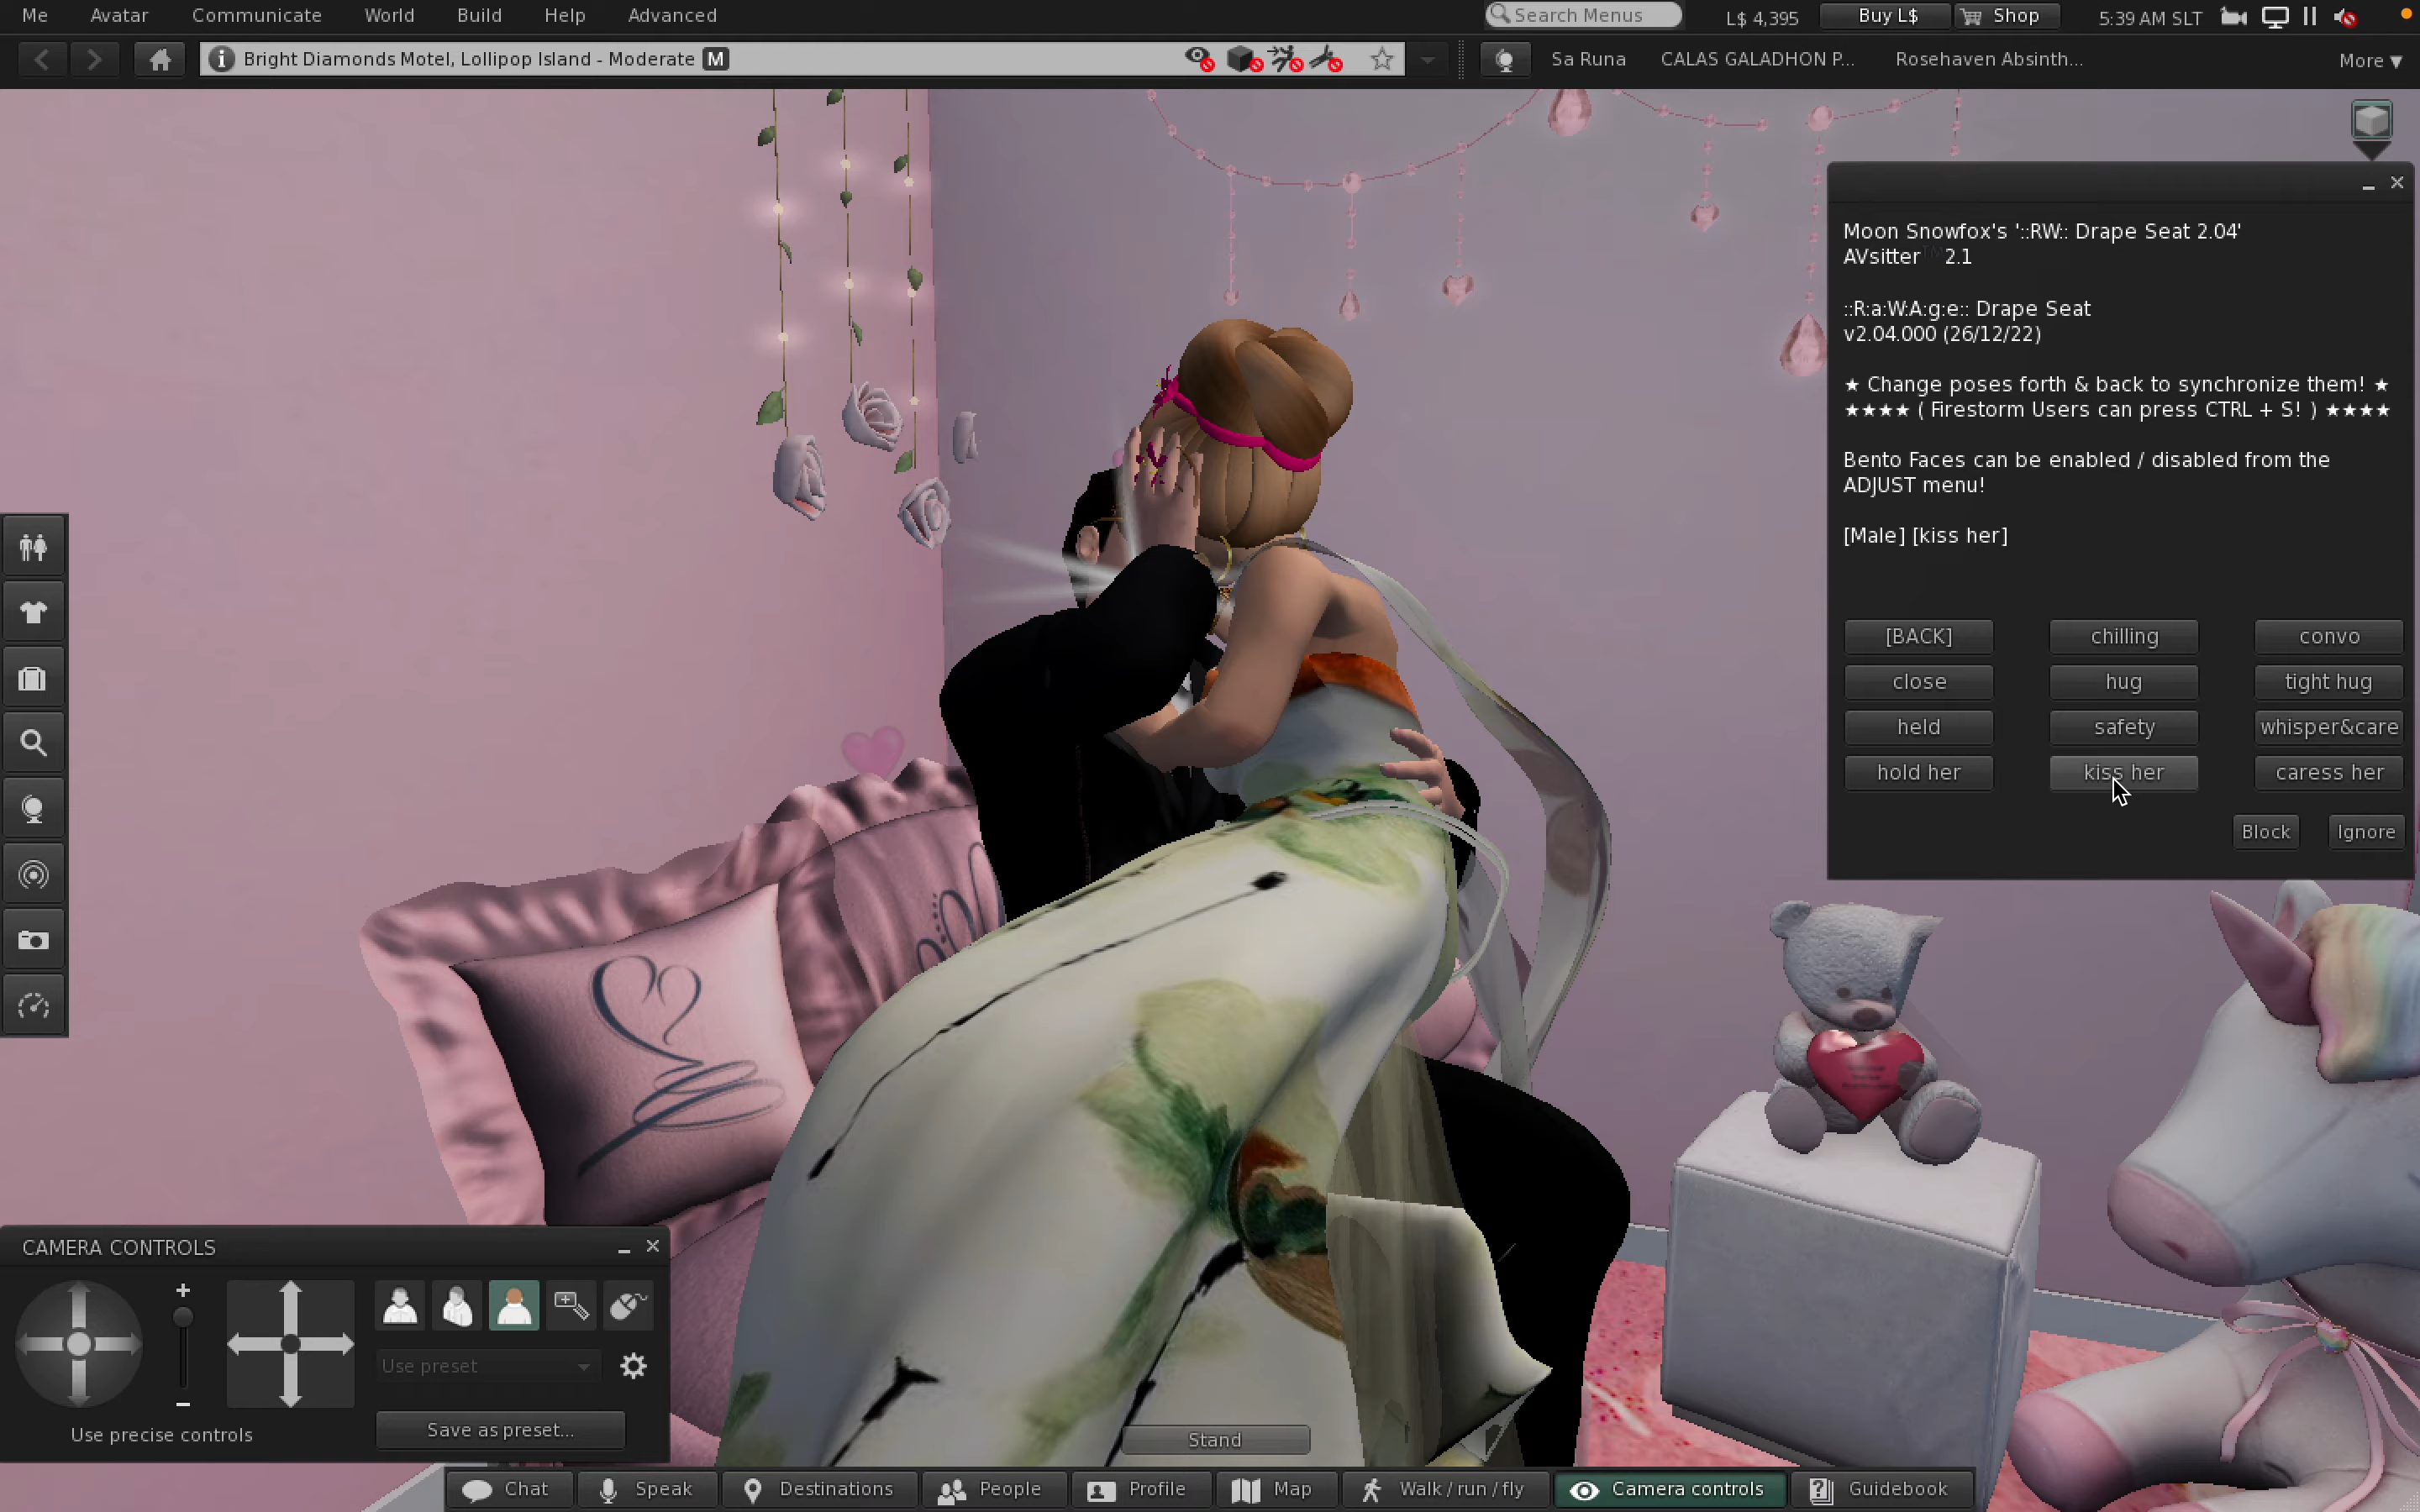 Me Avatar Communicate World Build Help Advanced Search Menus L$ 4,395 Buy L$ Shop 5:39 AM SLT
Bright Diamonds Motel, Lollipop Island - Moderate M Sa Runa CALAS GALADHON P... Rosehaven Absinth... More ▼
Moon Snowfox's '::RW:: Drape Seat 2.04'
AVsitter™ 2.1
::R:a:W:A:g:e:: Drape Seat
v2.04.000 (26/12/22)
★ Change poses forth & back to synchronize them! ★
★★★★ ( Firestorm Users can press CTRL + S! ) ★★★★
Bento Faces can be enabled / disabled from the
ADJUST menu!
[Male] [kiss her]
[BACK] chilling convo
close hug tight hug
held safety whisper&care
hold her kiss her caress her
Block Ignore
CAMERA CONTROLS
Use preset
Save as preset...
Use precise controls
Stand
Chat Speak Destinations People Profile Map Walk / run / fly Camera controls Guidebook